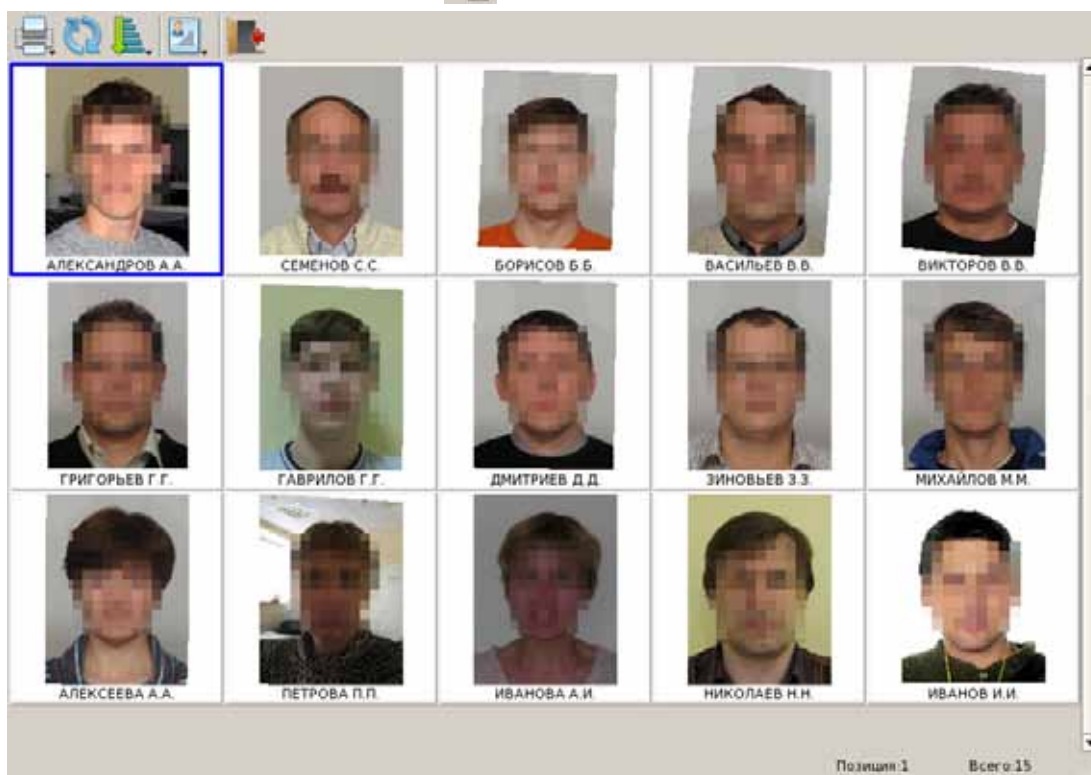 АЛЕКСАНДРОВ А.А.
СЕМЕНОВ С.С.
БОРИСОВ Б.Б.
ВАСИЛЬЕВ В.В.
ВИКТОРОВ В.В.
ГРИГОРЬЕВ Г.Г.
ГАВРИЛОВ Г.Г.
ДМИТРИЕВ Д.Д.
ЗИНОВЬЕВ З.З.
МИХАЙЛОВ М.М.
АЛЕКСЕЕВА А.А.
ПЕТРОВА П.П.
ИВАНОВА А.И.
НИКОЛАЕВ Н.Н.
ИВАНОВ И.И.
Позиция:1 Всего:15